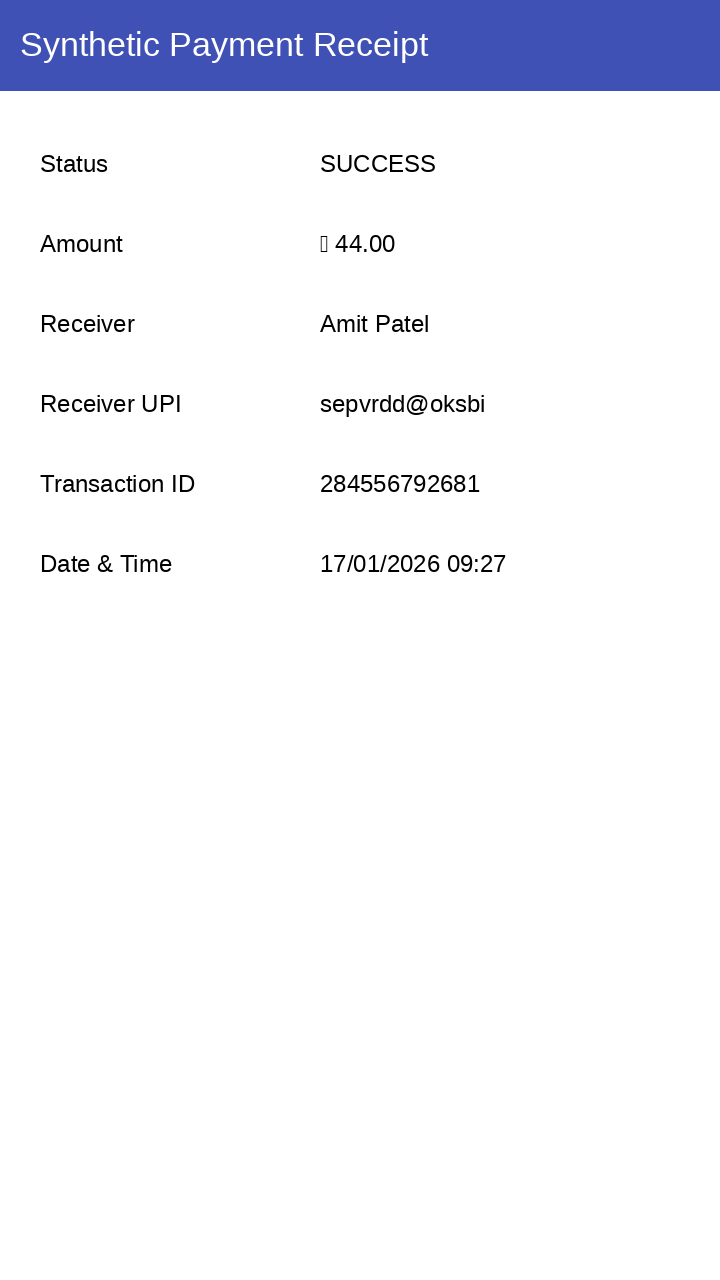 Synthetic Payment Receipt
Status SUCCESS
Amount 44.00
Receiver Amit Patel
Receiver UPI sepvrdd@oksbi
Transaction ID 284556792681
Date & Time 17/01/2026 09:27